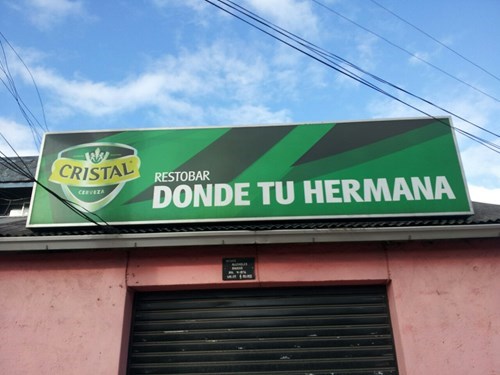 CRISTAL
CERVEZA
RESTOBAR
DONDE TU HERMANA